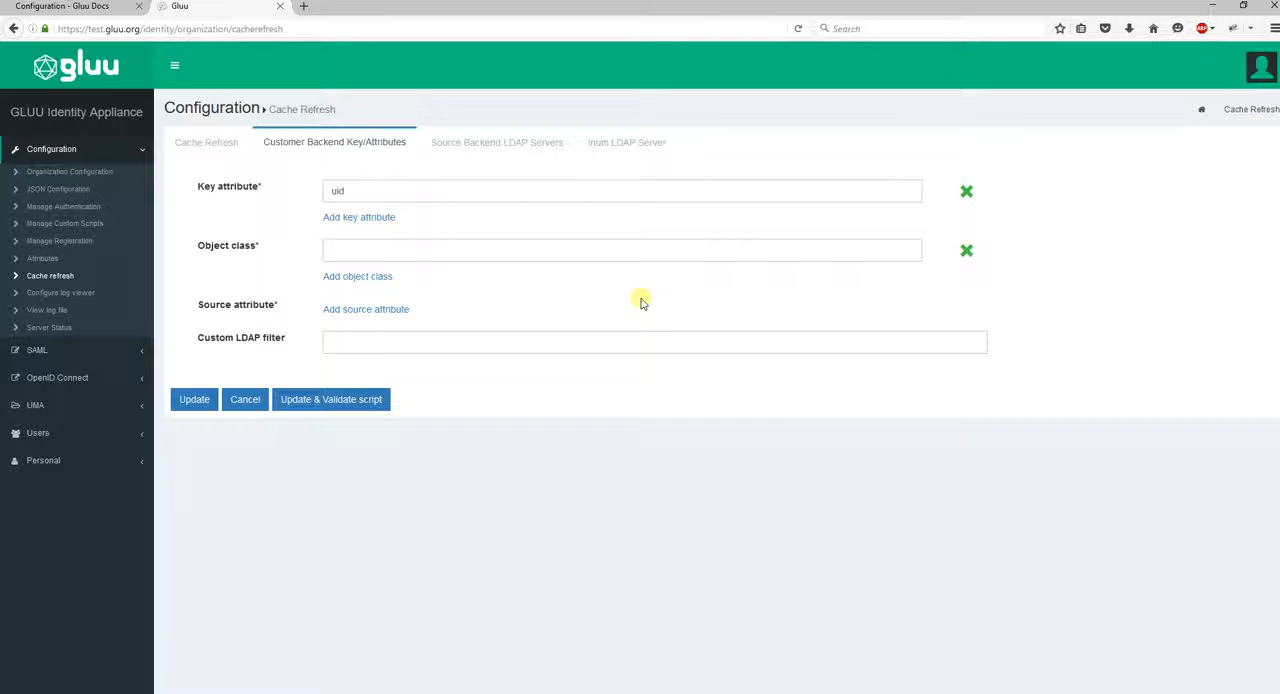 Configuration - Gluu Docs
Gluu
https://test.gluu.org/identity/organization/cacherefresh
Search
gluu
GLUU Identity Appliance
Configuration
Organization Configuration
JSON Configuration
Manage Authentication
Manage Custom Scripts
Manage Registration
Attributes
Cache refresh
Configure log viewer
View log file
Server Status
SAML
OpenID Connect
UMA
Users
Personal
Configuration Cache Refresh
Cache Refresh
Cache Refresh
Customer Backend Key/Attributes
Source Backend LDAP Servers
Inum LDAP Server
Key attribute*
uid
Add key attribute
Object class*
Add object class
Source attribute*
Add source attribute
Custom LDAP filter
Update
Cancel
Update & Validate script